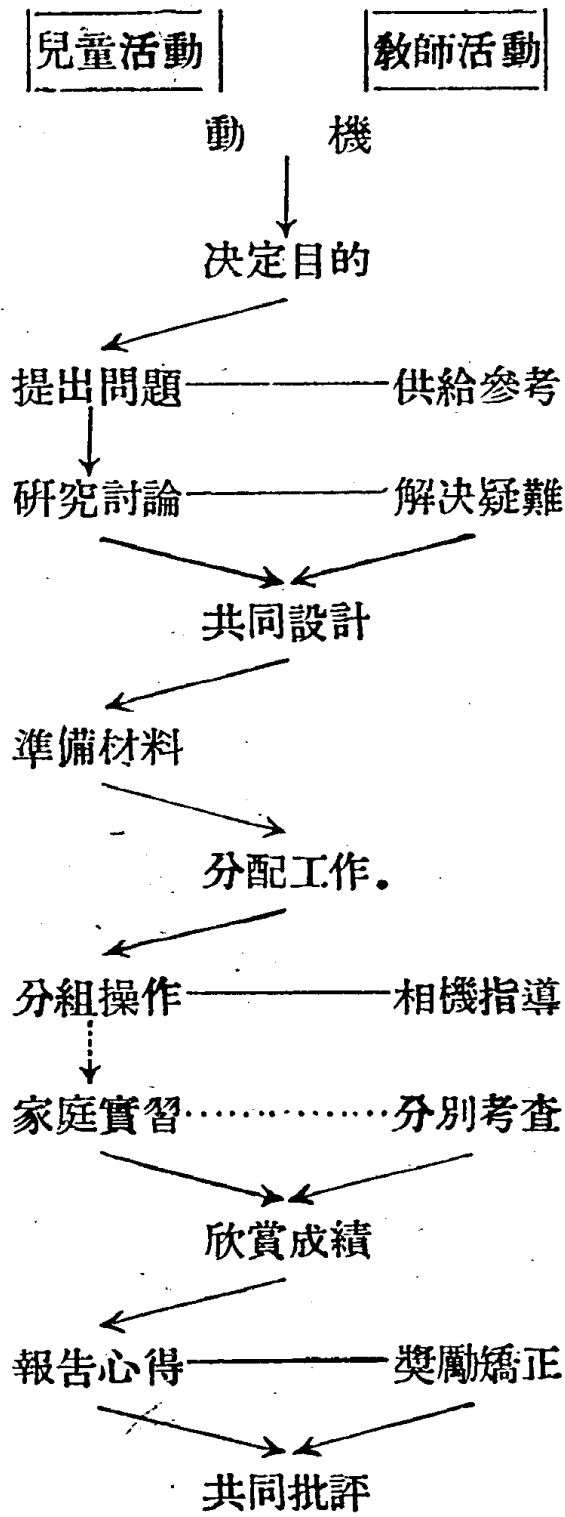 兒童活動 教師活動
動機
決定目的
提出問題 供給參考
研究討論 解決疑難
共同設計
準備材料
分配工作.
分組操作 相機指導
家庭實習 分別考查
欣賞成績
報告心得 獎勵矯正
共同批評